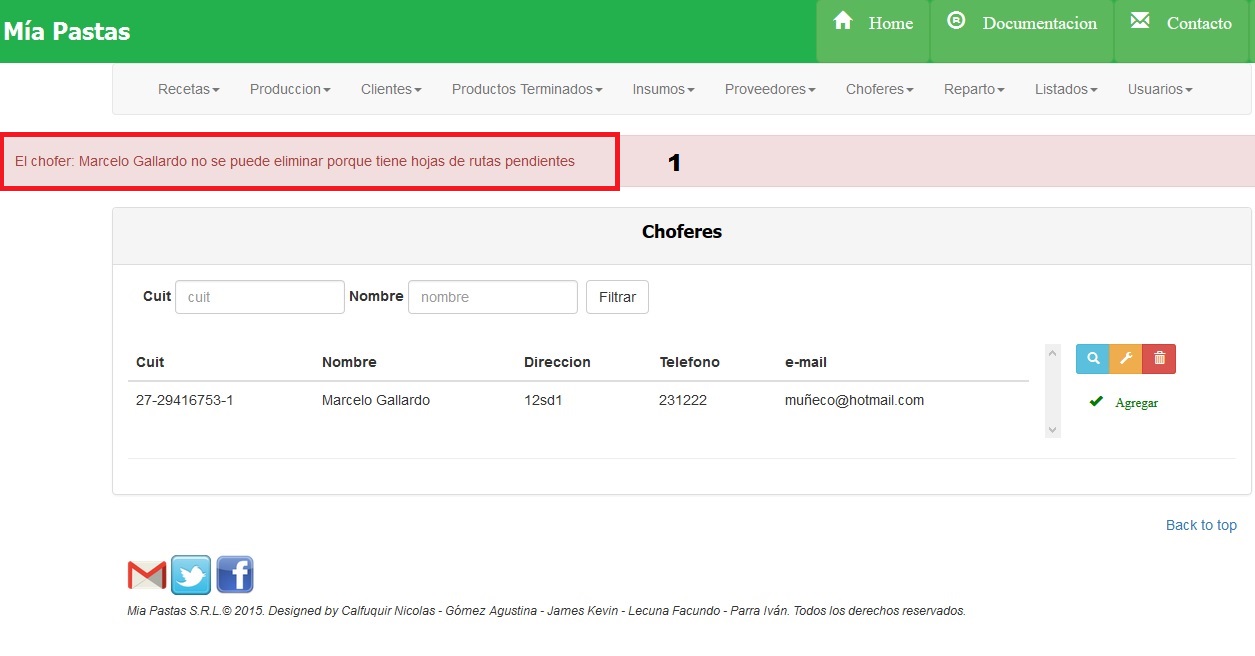 Mía Pastas
Home Documentacion Contacto
Recetas Produccion Clientes Productos Terminados Insumos Proveedores Choferes Reparto Listados Usuarios
El chofer: Marcelo Gallardo no se puede eliminar porque tiene hojas de rutas pendientes
1
Choferes
Cuit cuit Nombre nombre Filtrar
Cuit Nombre Direccion Telefono e-mail
27-29416753-1 Marcelo Gallardo 12sd1 231222 muñeco@hotmail.com
Agregar
Back to top
Mia Pastas S.R.L.© 2015. Designed by Calfuquir Nicolas - Gómez Agustina - James Kevin - Lecuna Facundo - Parra Iván. Todos los derechos reservados.